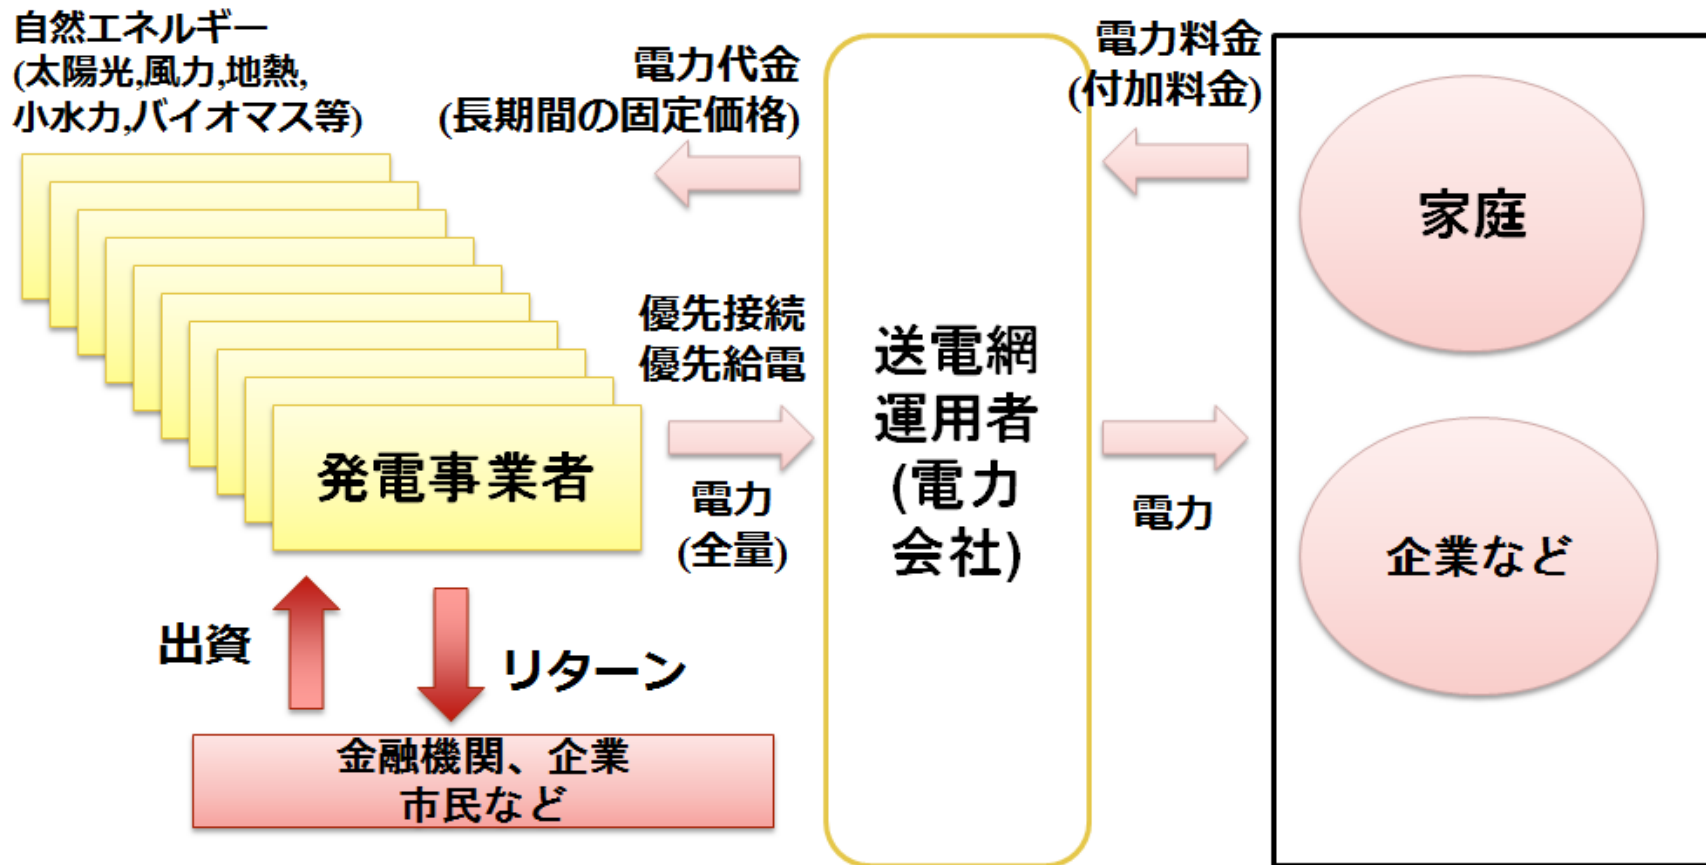 自然エネルギー
(太陽光,風力,地熱,
小水力,バイオマス等)
電力代金
(長期間の固定価格)
電力料金
(付加料金)
家庭
優先接続
優先給電
送電網
運用者
(電力
会社)
発電事業者
電力
(全量)
電力
企業など
出資
リターン
金融機関、企業
市民など